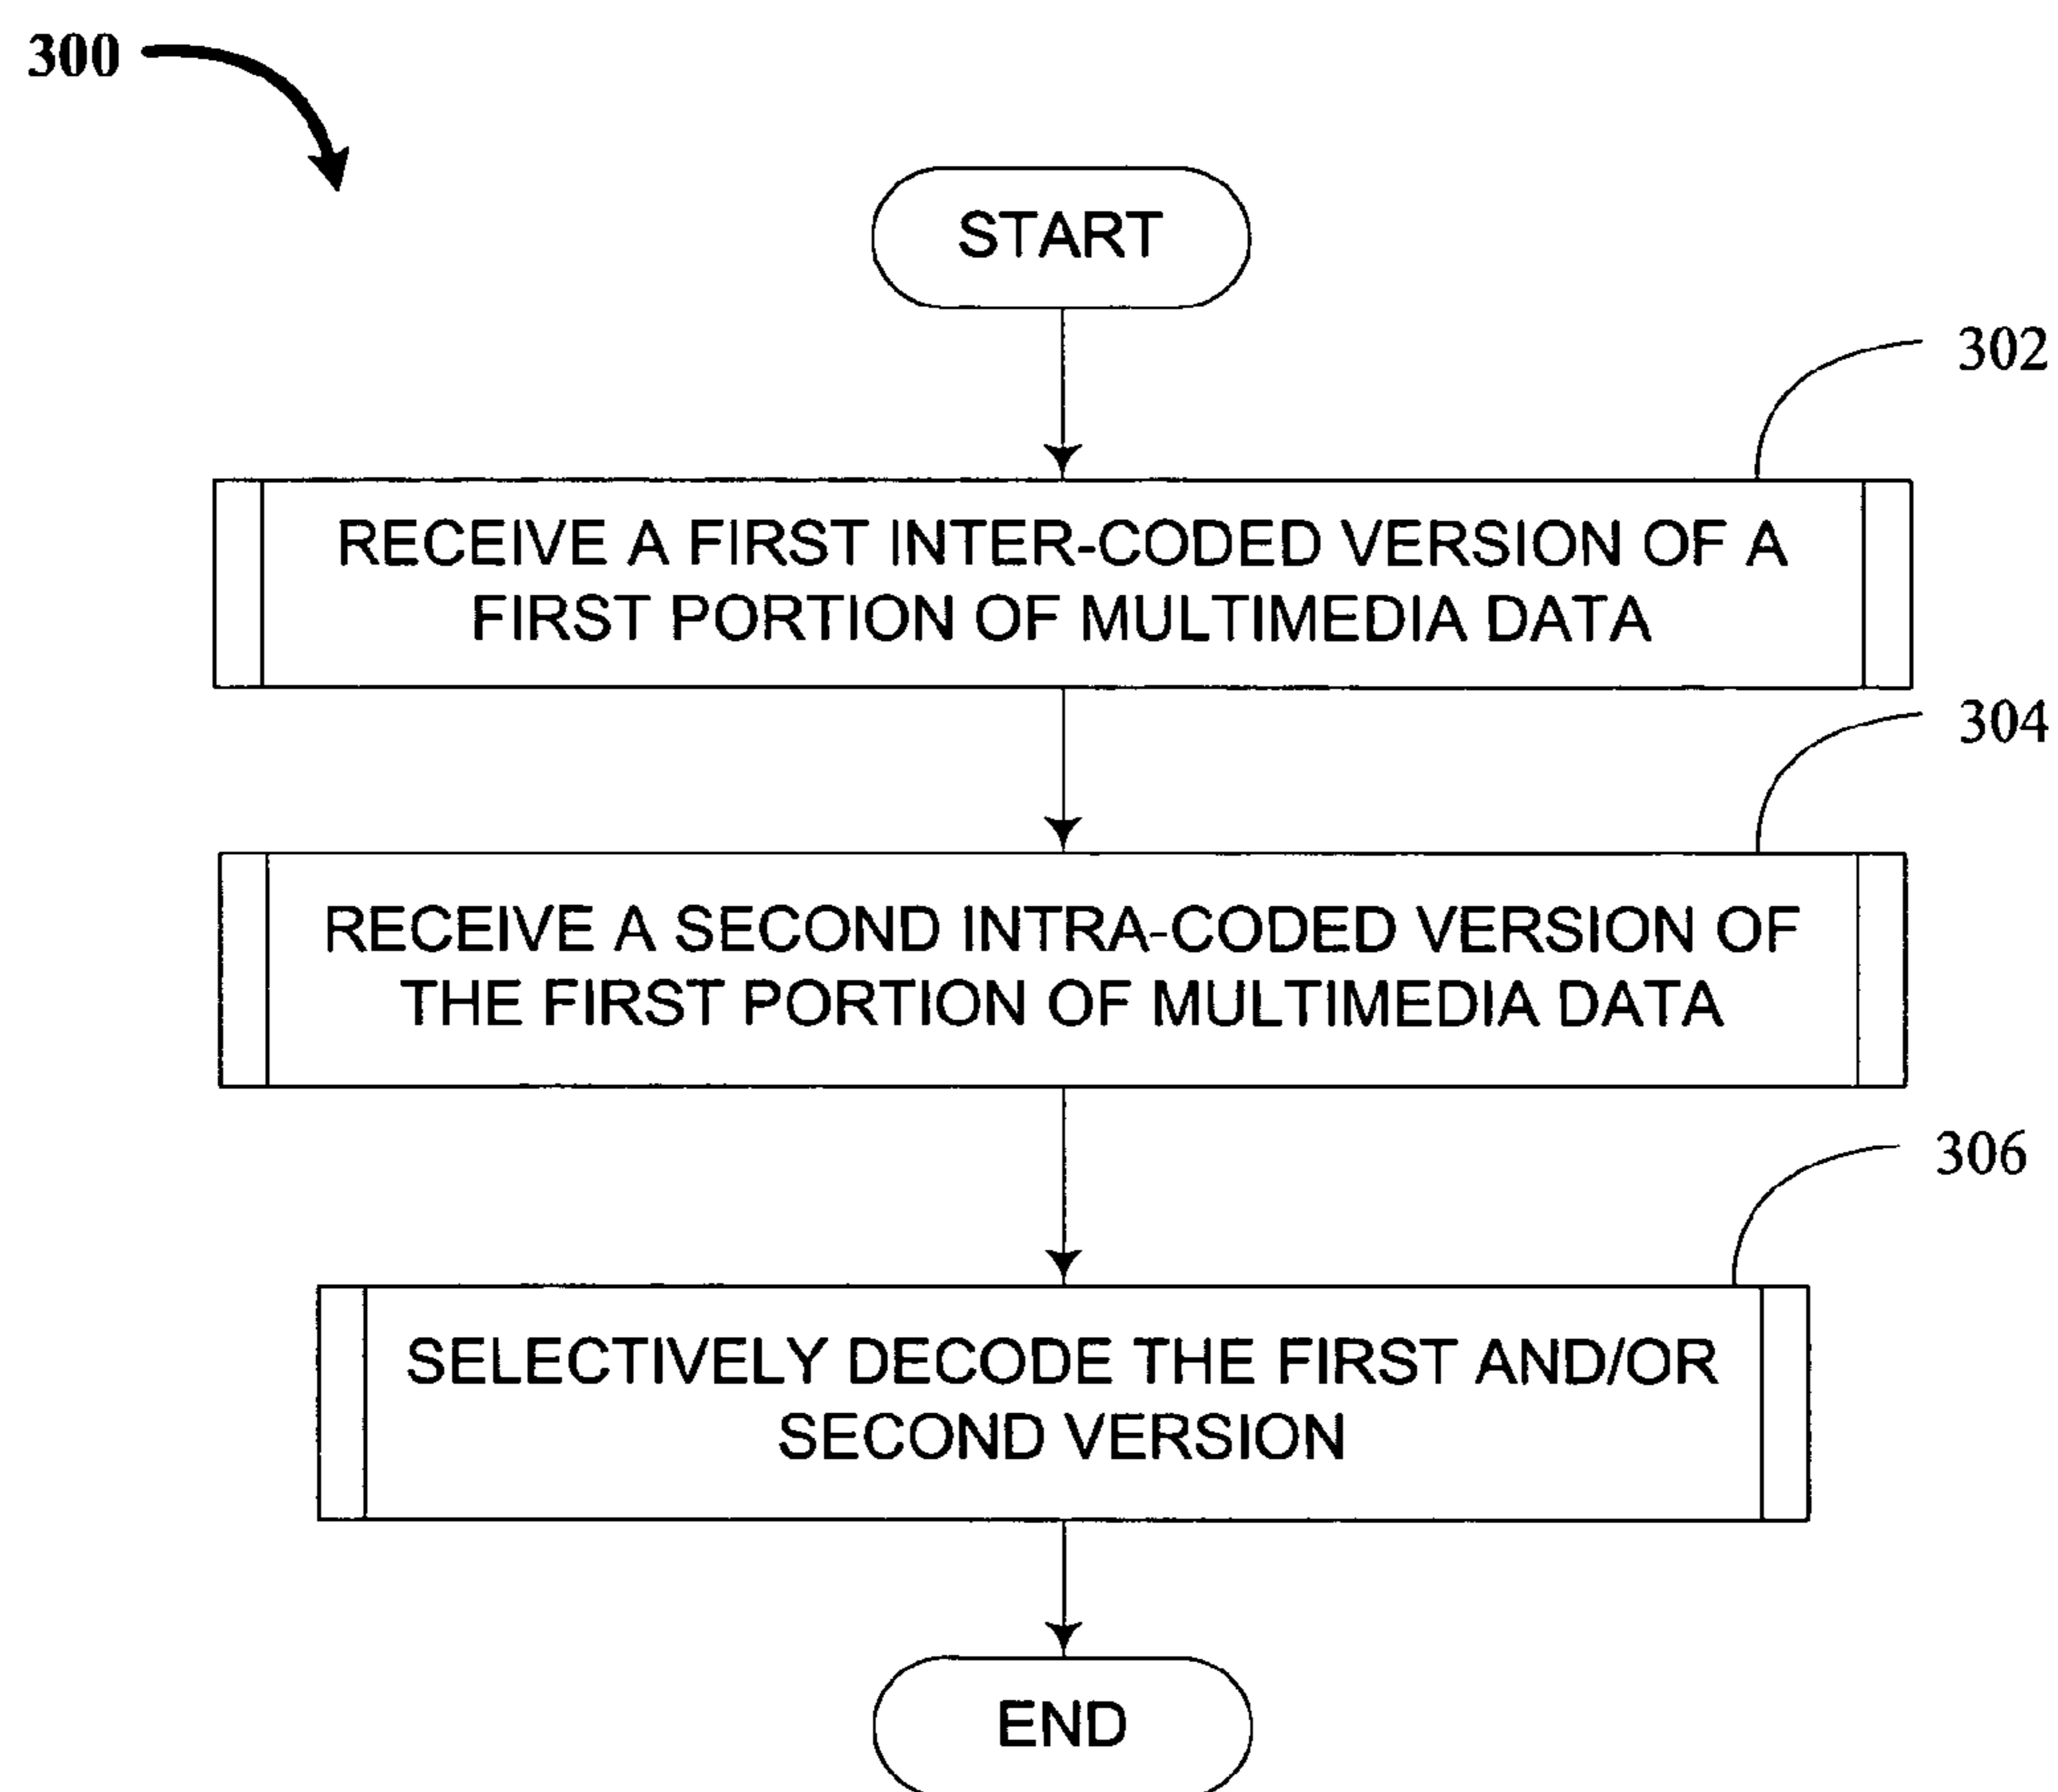 300
START
302
RECEIVE A FIRST INTER-CODED VERSION OF A
FIRST PORTION OF MULTIMEDIA DATA
304
RECEIVE A SECOND INTRA-CODED VERSION OF
THE FIRST PORTION OF MULTIMEDIA DATA
306
SELECTIVELY DECODE THE FIRST AND/OR
SECOND VERSION
END